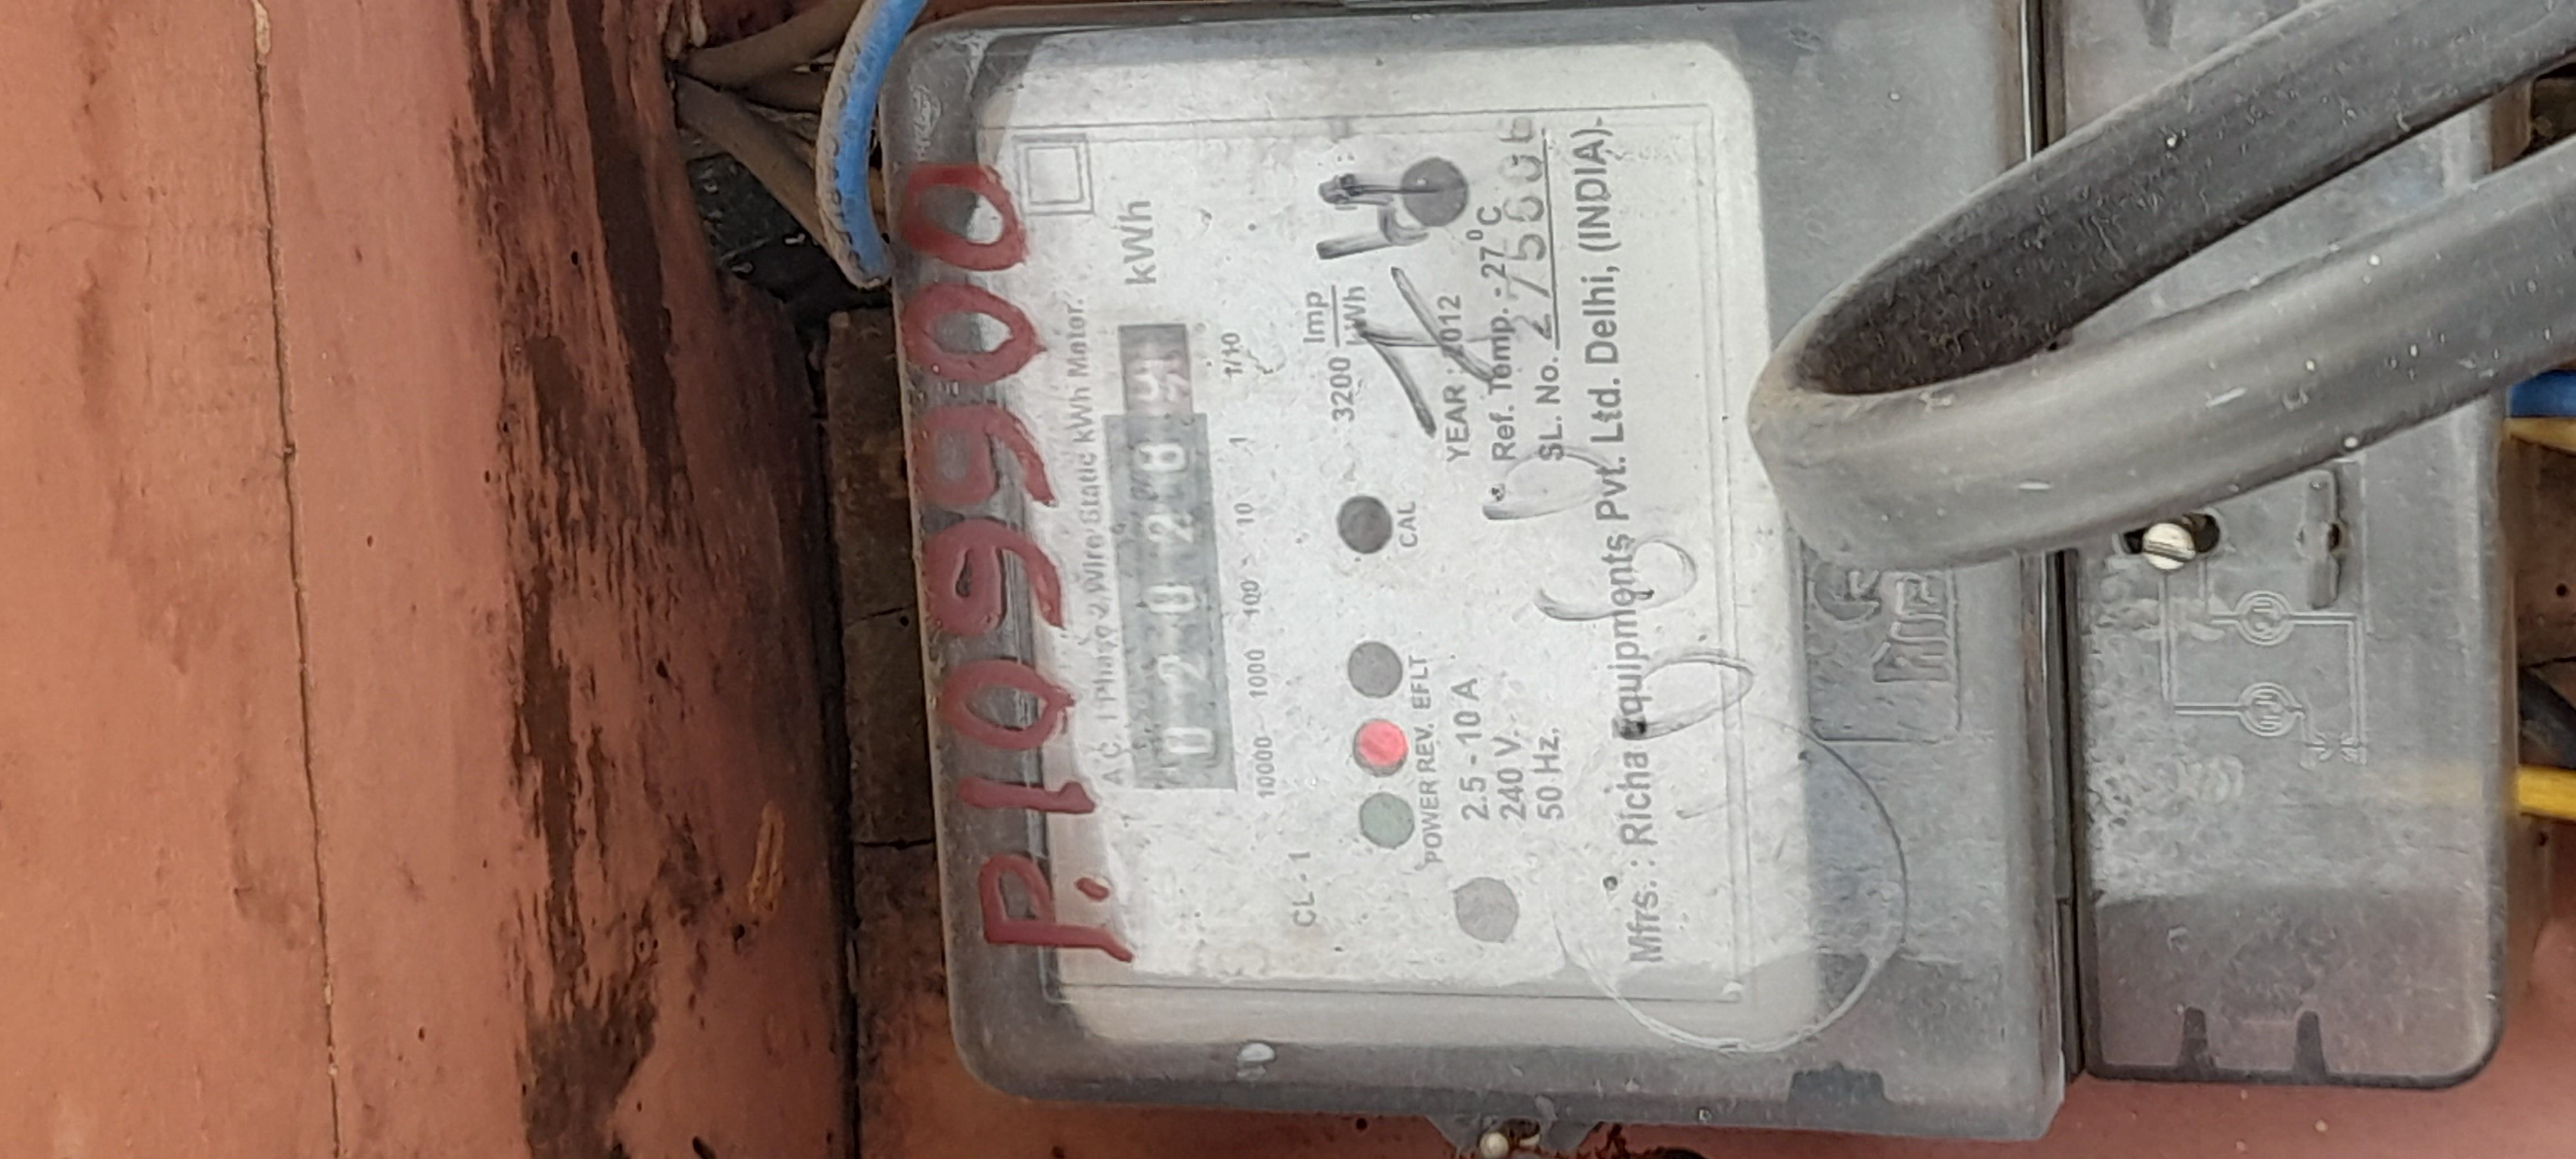 P.109900
A C 1 Phase 2 Wire Static kWh Meter.
0 2 0 2 8
kWh
10000 1000 100 10 1 1/10
CL - 1
3200 Imp/kWh
CAL
POWER REV. EFLT
2.5 - 10 A
240 V.
50 Hz.
YEAR : 2012
Ref. Temp. : 27°C
SL. No.
Mfrs. : Richa Equipments Pvt. Ltd. Delhi, (INDIA).